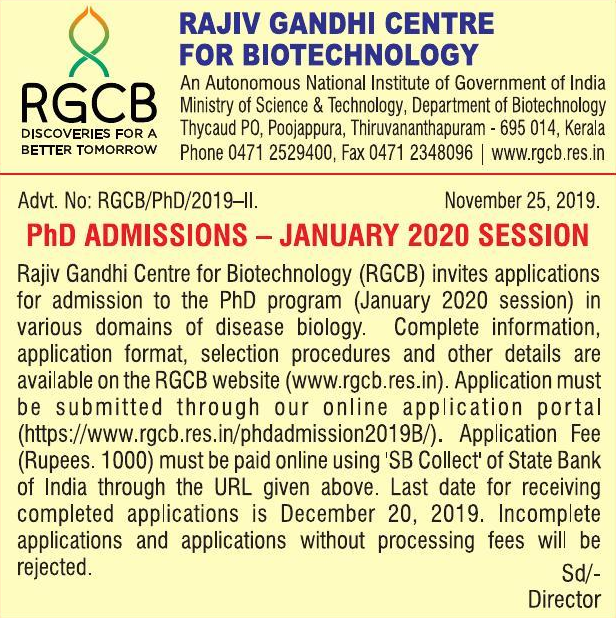 RAJIV GANDHI CENTRE
FOR BIOTECHNOLOGY
An Autonomous National Institute of Government of India
Ministry of Science & Technology, Department of Biotechnology
Thycaud PO, Poojappura, Thiruvananthapuram - 695 014, Kerala
Phone 0471 2529400, Fax 0471 2348096 | www.rgcb.res.in
RGCB
DISCOVERIES FOR A
BETTER TOMORROW
Advt. No: RGCB/PhD/2019–II. November 25, 2019.
PhD ADMISSIONS – JANUARY 2020 SESSION
Rajiv Gandhi Centre for Biotechnology (RGCB) invites applications
for admission to the PhD program (January 2020 session) in
various domains of disease biology. Complete information,
application format, selection procedures and other details are
available on the RGCB website (www.rgcb.res.in). Application must
be submitted through our online application portal
(https://www.rgcb.res.in/phdadmission2019B/). Application Fee
(Rupees. 1000) must be paid online using 'SB Collect' of State Bank
of India through the URL given above. Last date for receiving
completed applications is December 20, 2019. Incomplete
applications and applications without processing fees will be
rejected.
Sd/-
Director